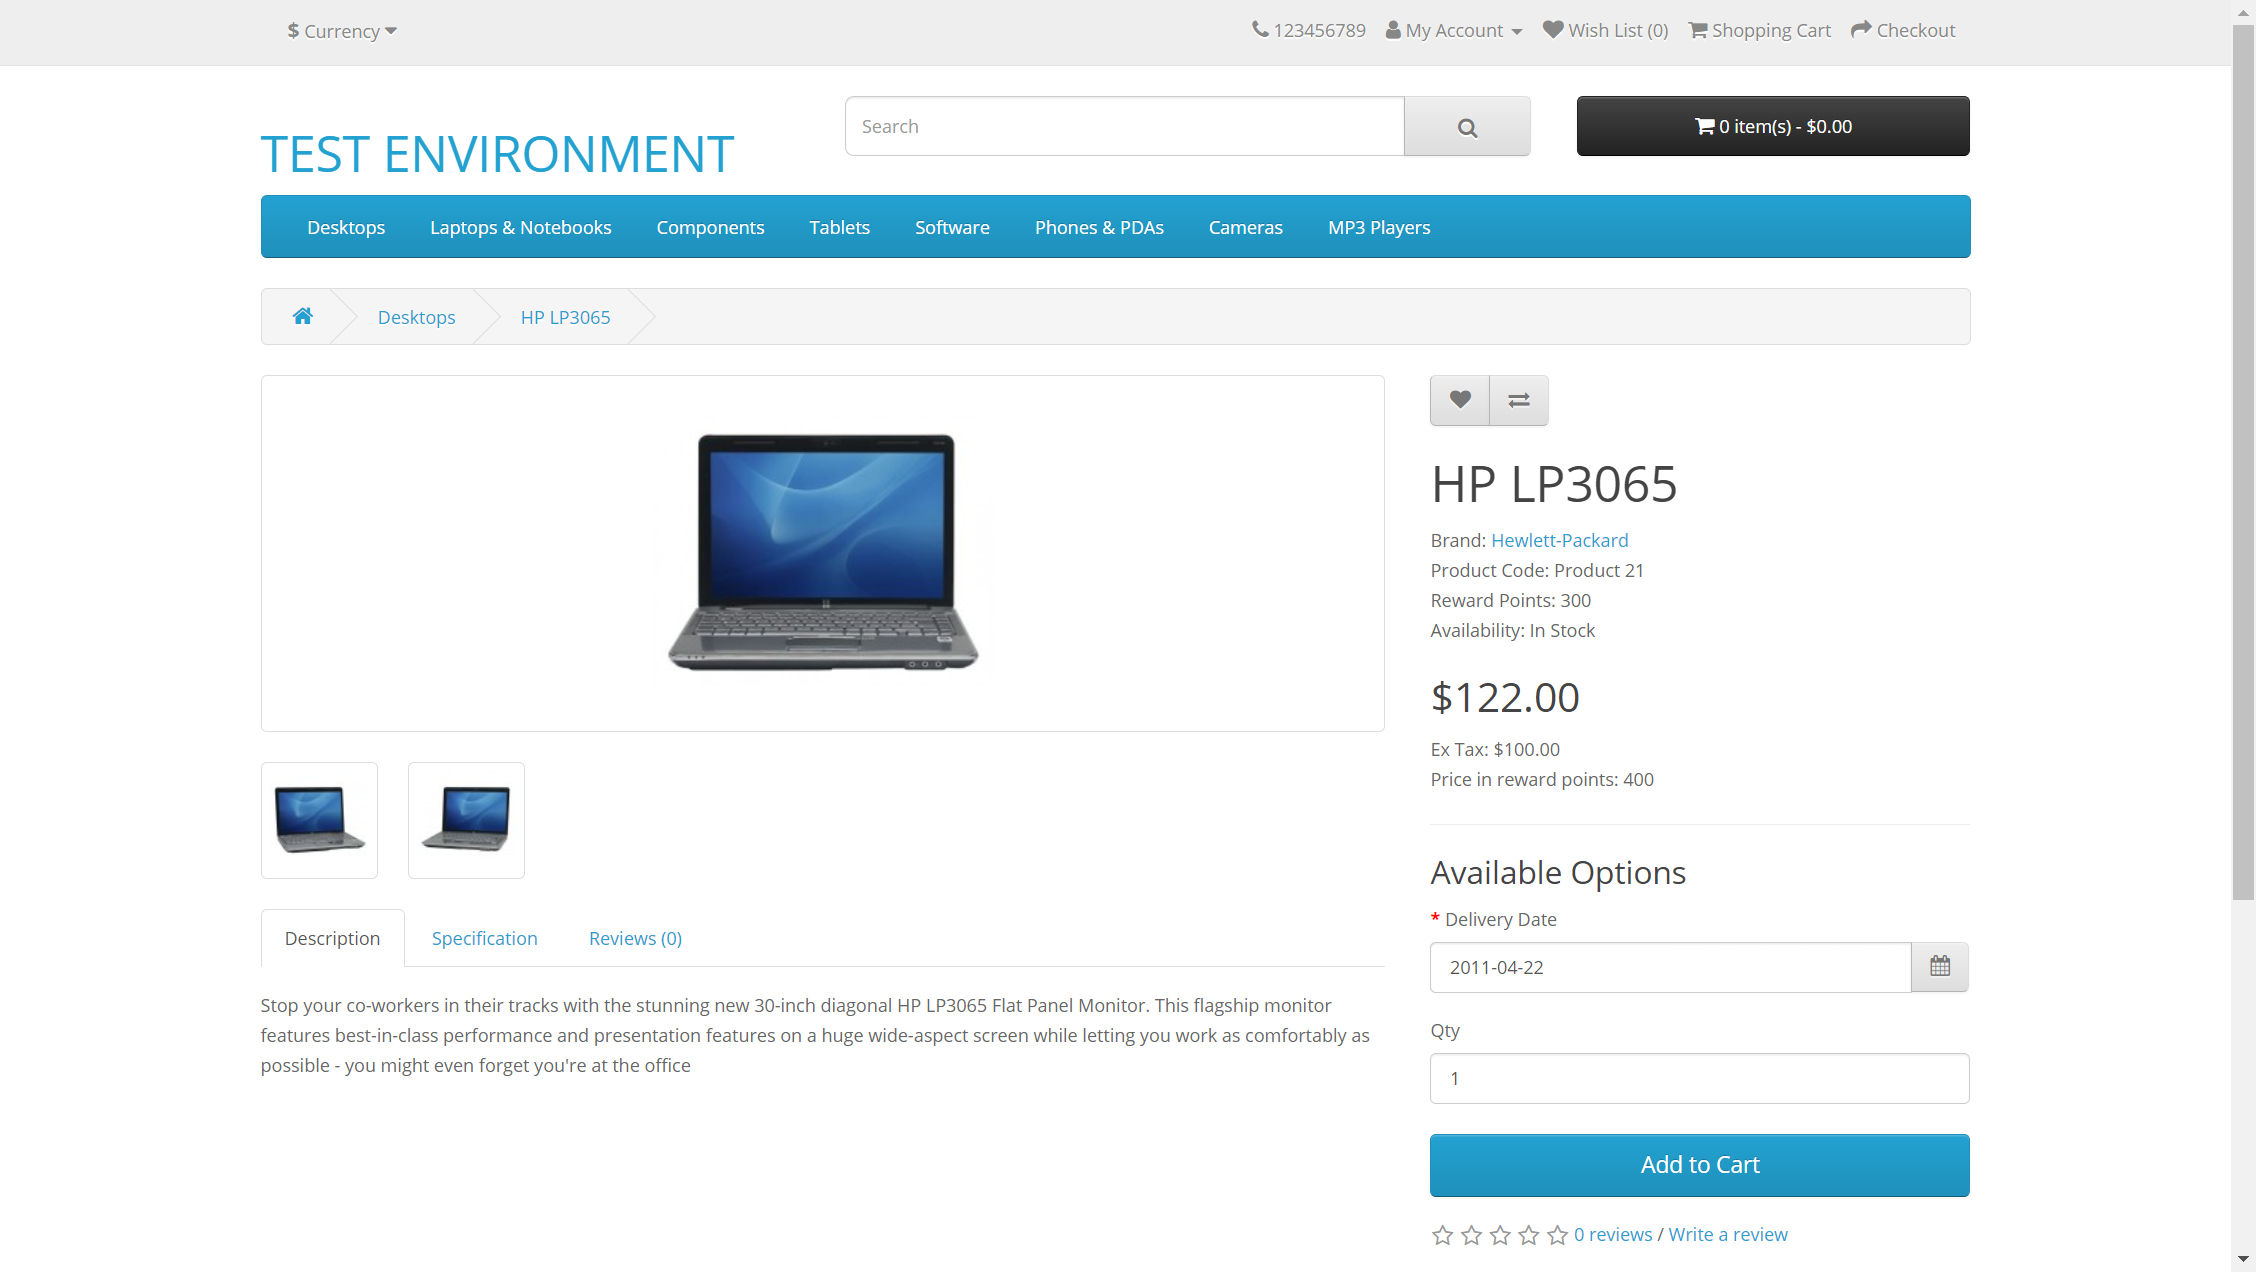 $ Currency
123456789 My Account Wish List (0) Shopping Cart Checkout
TEST ENVIRONMENT
Search
0 item(s) - $0.00
Desktops Laptops & Notebooks Components Tablets Software Phones & PDAs Cameras MP3 Players
Desktops HP LP3065
HP LP3065
Brand: Hewlett-Packard
Product Code: Product 21
Reward Points: 300
Availability: In Stock
$122.00
Ex Tax: $100.00
Price in reward points: 400
Available Options
* Delivery Date
2011-04-22
Qty
1
Add to Cart
0 reviews / Write a review
Description Specification Reviews (0)
Stop your co-workers in their tracks with the stunning new 30-inch diagonal HP LP3065 Flat Panel Monitor. This flagship monitor
features best-in-class performance and presentation features on a huge wide-aspect screen while letting you work as comfortably as
possible - you might even forget you're at the office